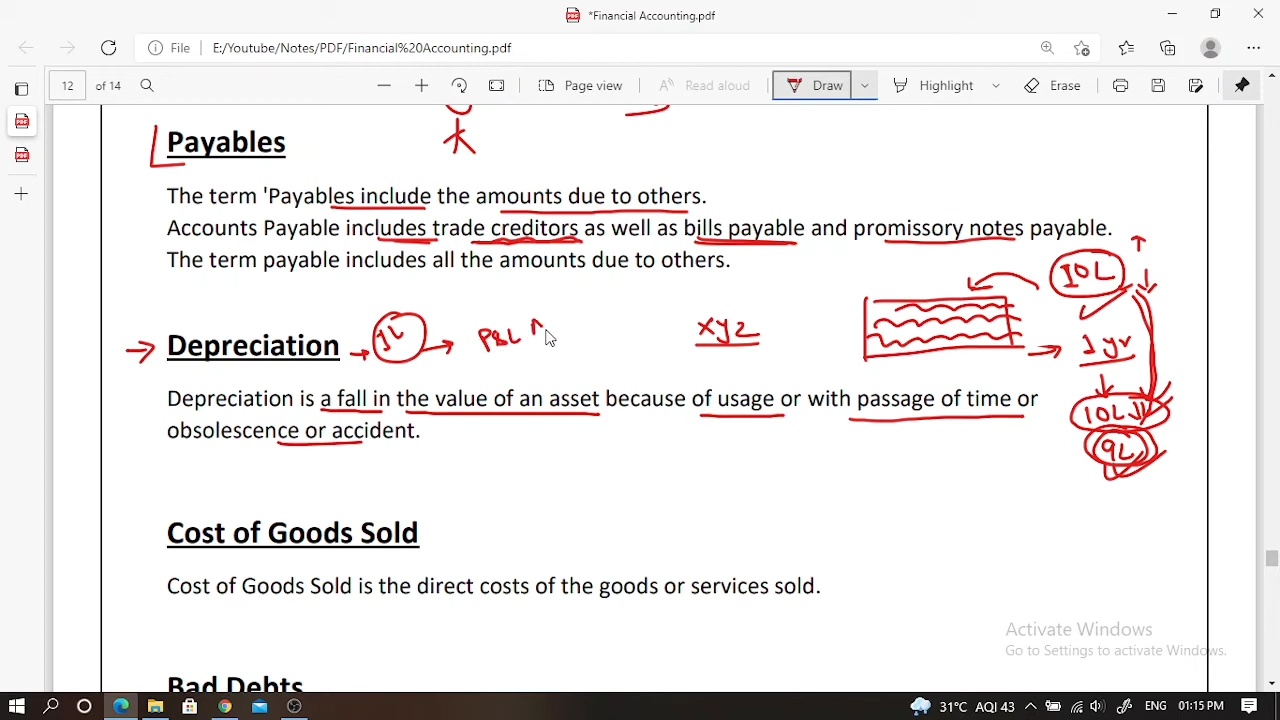 *Financial Accounting.pdf
File
E:/Youtube/Notes/PDF/Financial%20Accounting.pdf
12 of 14
Page view
Read aloud
Draw
Highlight
Erase
Payables
The term 'Payables include the amounts due to others.
Accounts Payable includes trade creditors as well as bills payable and promissory notes payable.
The term payable includes all the amounts due to others.
10L
Depreciation
1L
P&L A
xyz
1yr
Depreciation is a fall in the value of an asset because of usage or with passage of time or
10L
obsolescence or accident.
9L
Cost of Goods Sold
Cost of Goods Sold is the direct costs of the goods or services sold.
Activate Windows
Go to Settings to activate Windows.
Bad Debts
31°C AQI 43
ENG
01:15 PM